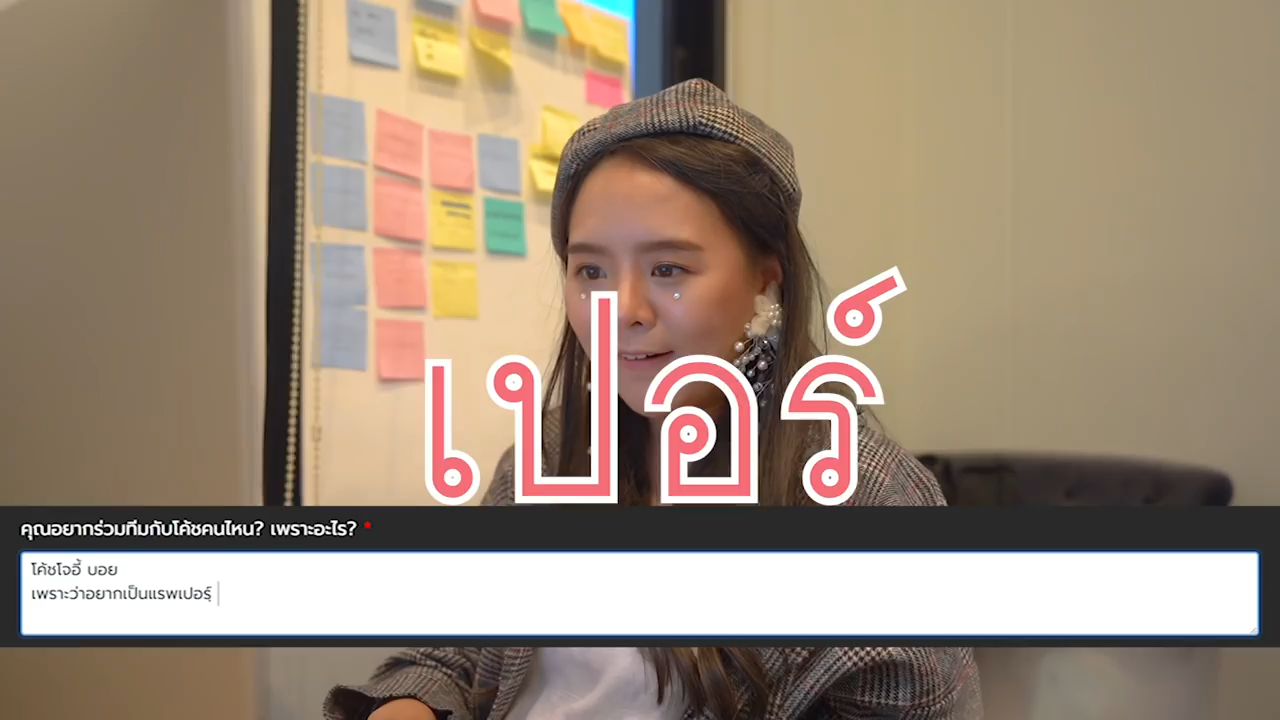 เปอร์
คุณอยากร่วมทีมกับโค้ชคนไหน? เพราะอะไร? *
โค้ชโจอี้ บอย
เพราะว่าอยากเป็นแรพเปอร์